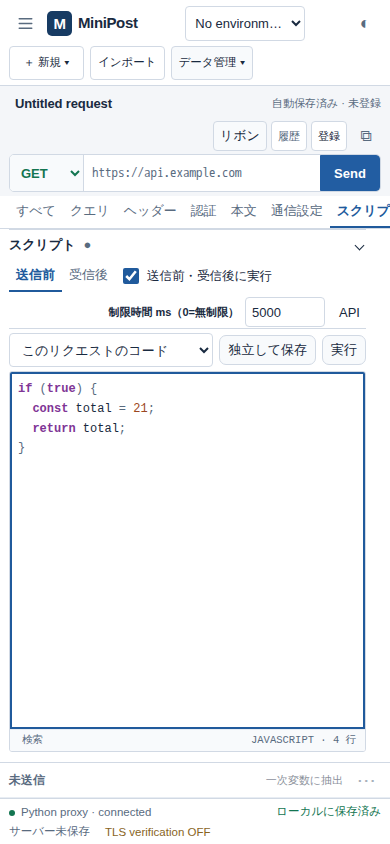 M MiniPost No environm…
＋ 新規 ▾ インポート データ管理 ▾
Untitled request 自動保存済み · 未登録
リボン 履歴 登録
GET https://api.example.com Send
すべて クエリ ヘッダー 認証 本文 通信設定 スクリプ
スクリプト ●
送信前 受信後 送信前・受信後に実行
制限時間 ms（0=無制限） 5000 API
このリクエストのコード 独立して保存 実行
if (true) {
  const total = 21;
  return total;
}
検索 JAVASCRIPT · 4 行
未送信 一次変数に抽出 ···
Python proxy · connected ローカルに保存済み
サーバー未保存 TLS verification OFF